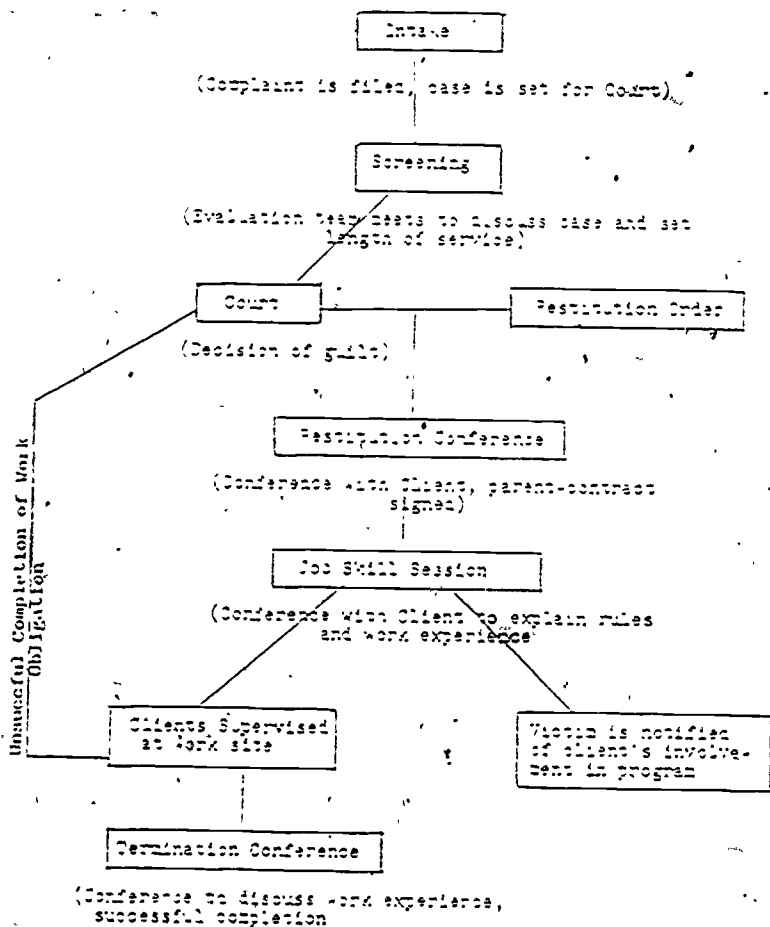 Intake
(Complaint is filed, case is set for Court)
Screening
(Evaluation team meets to discuss case and set
length of service)
Court
Restitution Order
(Decision of guilt)
Restitution Conference
(Conference with Client, parent-contract
signed)
Job Skill Session
(Conference with Client to explain rules
and work experience
Unsucceful Completion of Work
Obligation
Clients Supervised
at Work site
Victim is notified
of client's involve-
ment in program
Termination Conference
(Conference to discuss work experience,
successful completion